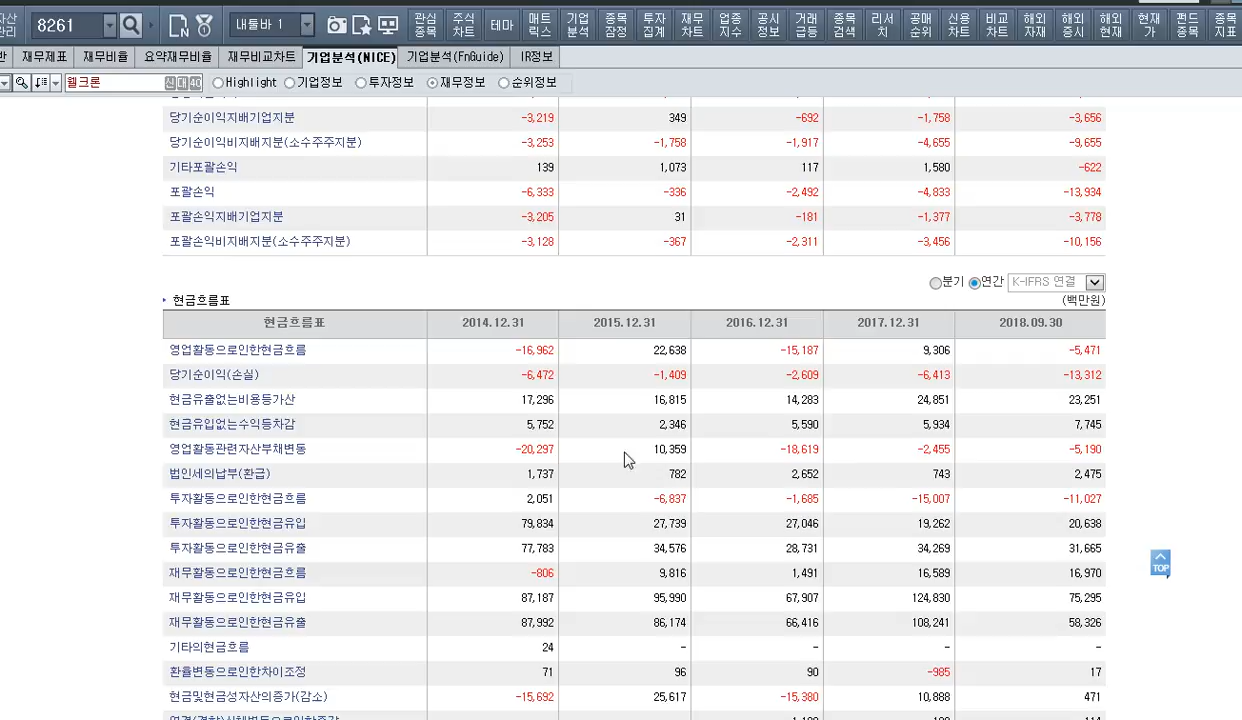 8261 내툴바 1 관심종목 주식차트 테마 매트릭스 기업분석 종목잠정 투자집계 재무차트 업종지수 공시정보 거래급등 종목검색 리서치 공매순위 신용차트 비교차트 해외자재 해외증시 해외현재 현재가 펀드종목 종목지표
재무제표 재무비율 요약재무비율 재무비교차트 기업분석(NICE) 기업분석(FnGuide) IR정보
웰크론 신 대 40 Highlight 기업정보 투자정보 재무정보 순위정보
당기순이익지배기업지분 -3,219 349 -692 -1,758 -3,656
당기순이익비지배지분(소수주주지분) -3,253 -1,758 -1,917 -4,655 -9,655
기타포괄손익 139 1,073 117 1,580 -622
포괄손익 -6,333 -336 -2,492 -4,833 -13,934
포괄손익지배기업지분 -3,205 31 -181 -1,377 -3,778
포괄손익비지배지분(소수주주지분) -3,128 -367 -2,311 -3,456 -10,156
분기 연간 K-IFRS 연결
현금흐름표 (백만원)
현금흐름표 2014.12.31 2015.12.31 2016.12.31 2017.12.31 2018.09.30
영업활동으로인한현금흐름 -16,962 22,638 -15,187 9,306 -5,471
당기순이익(손실) -6,472 -1,409 -2,609 -6,413 -13,312
현금유출없는비용등가산 17,296 16,815 14,283 24,851 23,251
현금유입없는수익등차감 5,752 2,346 5,590 5,934 7,745
영업활동관련자산부채변동 -20,297 10,359 -18,619 -2,455 -5,190
법인세의납부(환급) 1,737 782 2,652 743 2,475
투자활동으로인한현금흐름 2,051 -6,837 -1,685 -15,007 -11,027
투자활동으로인한현금유입 79,834 27,739 27,046 19,262 20,638
투자활동으로인한현금유출 77,783 34,576 28,731 34,269 31,665
재무활동으로인한현금흐름 -806 9,816 1,491 16,589 16,970
재무활동으로인한현금유입 87,187 95,990 67,907 124,830 75,295
재무활동으로인한현금유출 87,992 86,174 66,416 108,241 58,326
기타의현금흐름 24 - - - -
환율변동으로인한차이조정 71 96 90 -985 17
현금및현금성자산의증가(감소) -15,692 25,617 -15,380 10,888 471
TOP